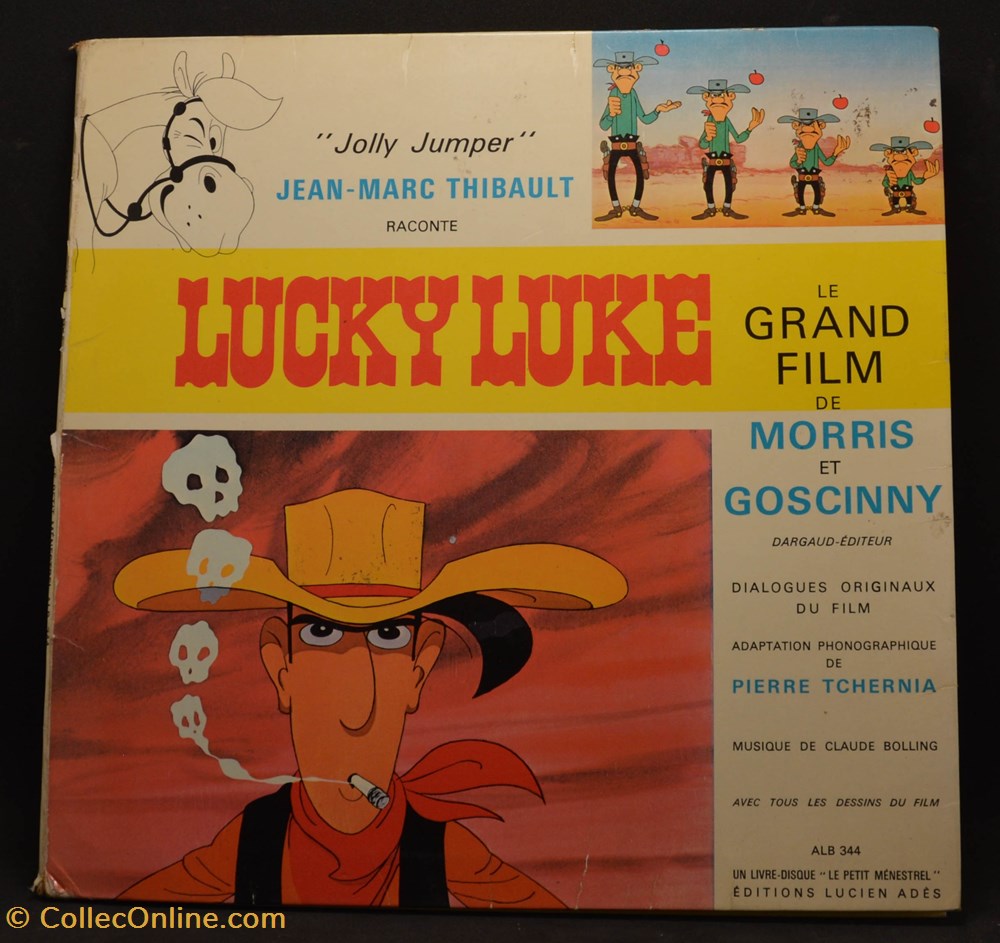 "Jolly Jumper"
JEAN-MARC THIBAULT
RACONTE
LUCKY LUKE
LE
GRAND
FILM
DE
MORRIS
ET
GOSCINNY
DARGAUD-ÉDITEUR
DIALOGUES ORIGINAUX
DU FILM
ADAPTATION PHONOGRAPHIQUE
DE
PIERRE TCHERNIA
MUSIQUE DE CLAUDE BOLLING
AVEC TOUS LES DESSINS DU FILM
ALB 344
UN LIVRE-DISQUE "LE PETIT MÉNESTREL"
ÉDITIONS LUCIEN ADÉS
© CollecOnline.com